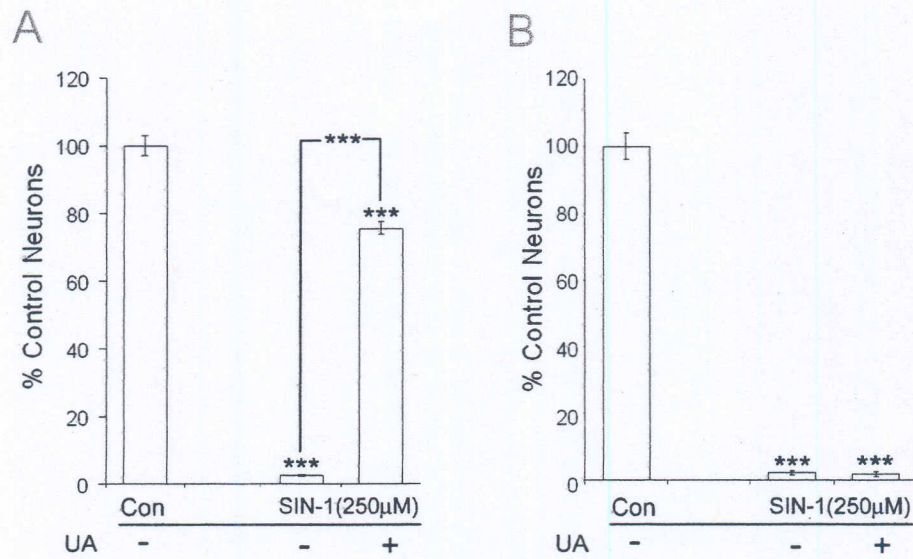 A
% Control Neurons
120
100
80
60
40
20
0
***
***
***
Con
SIN-1(250µM)
UA
-
-
+
B
% Control Neurons
120
100
80
60
40
20
0
***
***
Con
SIN-1(250µM)
UA
-
-
+